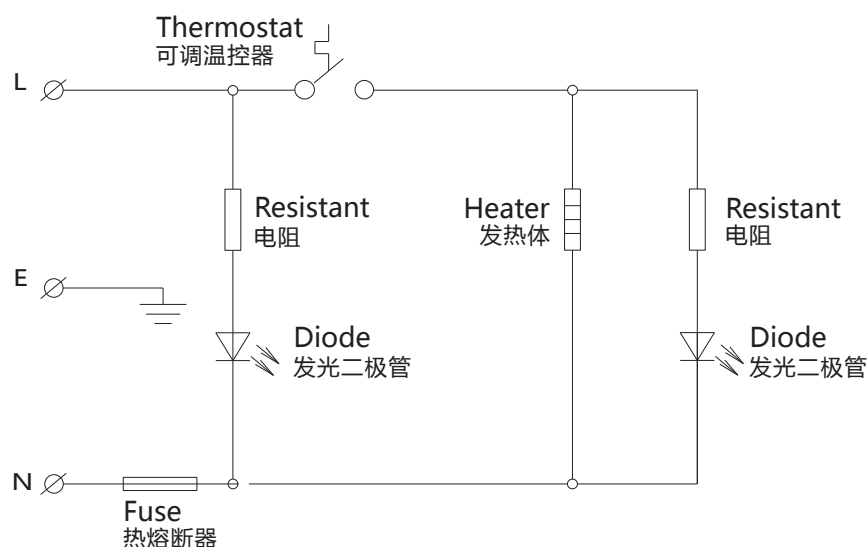 Thermostat
可调温控器
L
Resistant
电阻
Heater
发热体
Resistant
电阻
E
Diode
发光二极管
Diode
发光二极管
N
Fuse
热熔断器